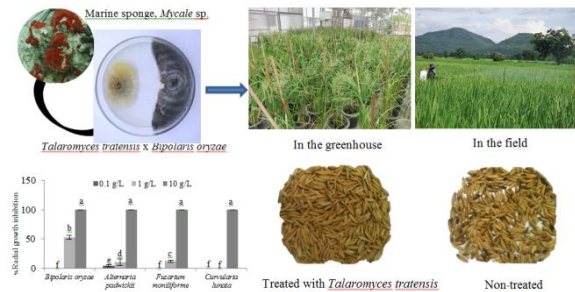 Marine sponge, Mycale sp.
Talaromyces tratensis x Bipolaris oryzae
In the greenhouse
In the field
0.1 g/L 1 g/L 10 g/L
%Radial growth inhibition
150
100
50
0
f b a
e d a
f c a
f f a
Bipolaris oryzae
Alternaria padwickii
Fusarium moniliforme
Curvularia lunata
Treated with Talaromyces tratensis
Non-treated